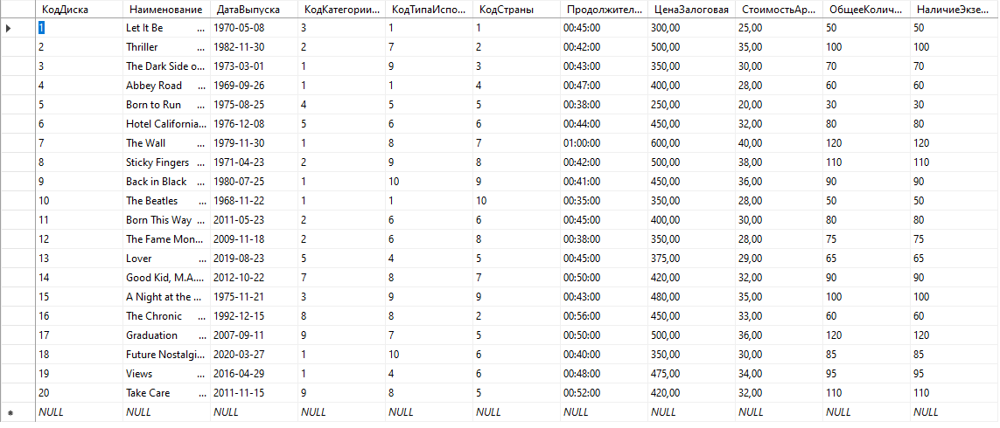 КодДиска Наименование ДатаВыпуска КодКатегории... КодТипаИспо... КодСтраны Продолжител... ЦенаЗалоговая СтоимостьАр... ОбщееКолич... НаличиеЭкзе...
1 Let It Be ... 1970-05-08 3 1 1 00:45:00 300,00 25,00 50 50
2 Thriller ... 1982-11-30 2 7 2 00:42:00 500,00 35,00 100 100
3 The Dark Side o... 1973-03-01 1 9 3 00:43:00 350,00 30,00 70 70
4 Abbey Road ... 1969-09-26 1 1 4 00:47:00 400,00 28,00 60 60
5 Born to Run ... 1975-08-25 4 5 5 00:38:00 250,00 20,00 30 30
6 Hotel California... 1976-12-08 5 6 6 00:44:00 450,00 32,00 80 80
7 The Wall ... 1979-11-30 1 8 7 01:00:00 600,00 40,00 120 120
8 Sticky Fingers ... 1971-04-23 2 9 8 00:42:00 500,00 38,00 110 110
9 Back in Black ... 1980-07-25 1 10 9 00:41:00 450,00 36,00 90 90
10 The Beatles ... 1968-11-22 1 1 10 00:35:00 350,00 28,00 50 50
11 Born This Way ... 2011-05-23 2 6 6 00:45:00 400,00 30,00 80 80
12 The Fame Mon... 2009-11-18 2 6 8 00:38:00 350,00 28,00 75 75
13 Lover ... 2019-08-23 5 4 5 00:45:00 375,00 29,00 65 65
14 Good Kid, M.A.... 2012-10-22 7 8 7 00:50:00 420,00 32,00 90 90
15 A Night at the ... 1975-11-21 3 9 9 00:43:00 480,00 35,00 100 100
16 The Chronic ... 1992-12-15 8 8 2 00:56:00 450,00 33,00 60 60
17 Graduation ... 2007-09-11 9 7 5 00:50:00 500,00 36,00 120 120
18 Future Nostalgi... 2020-03-27 1 10 6 00:40:00 350,00 30,00 85 85
19 Views ... 2016-04-29 1 4 6 00:48:00 475,00 34,00 95 95
20 Take Care ... 2011-11-15 9 8 5 00:52:00 420,00 32,00 110 110
NULL NULL NULL NULL NULL NULL NULL NULL NULL NULL NULL